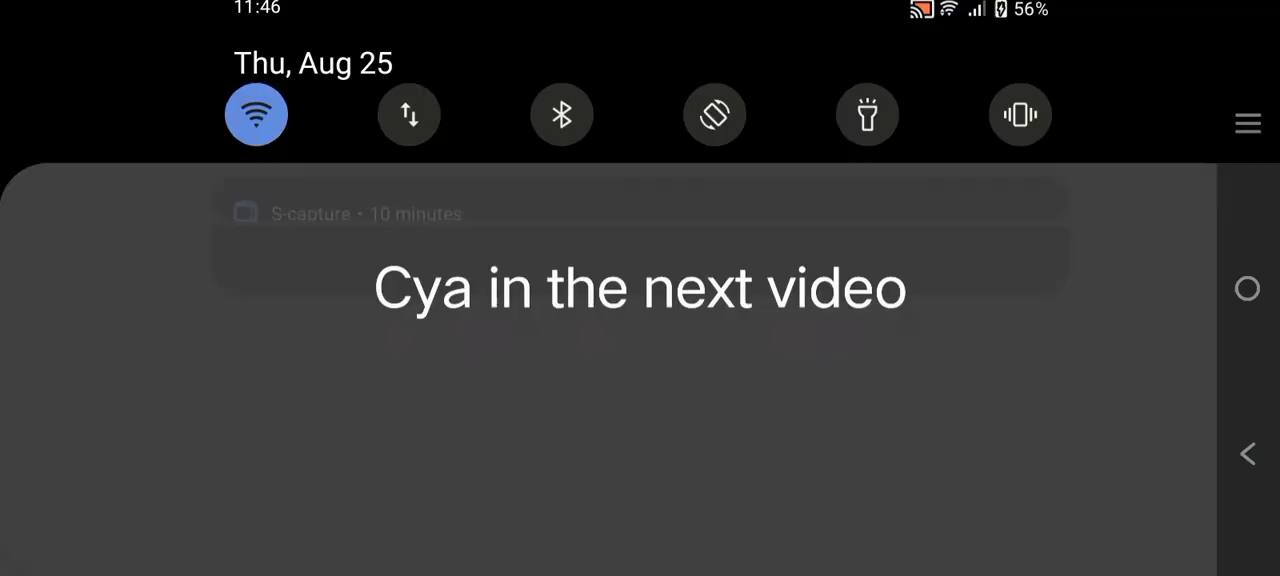 11:46
56%
Thu, Aug 25
S-capture • 10 minutes
Cya in the next video